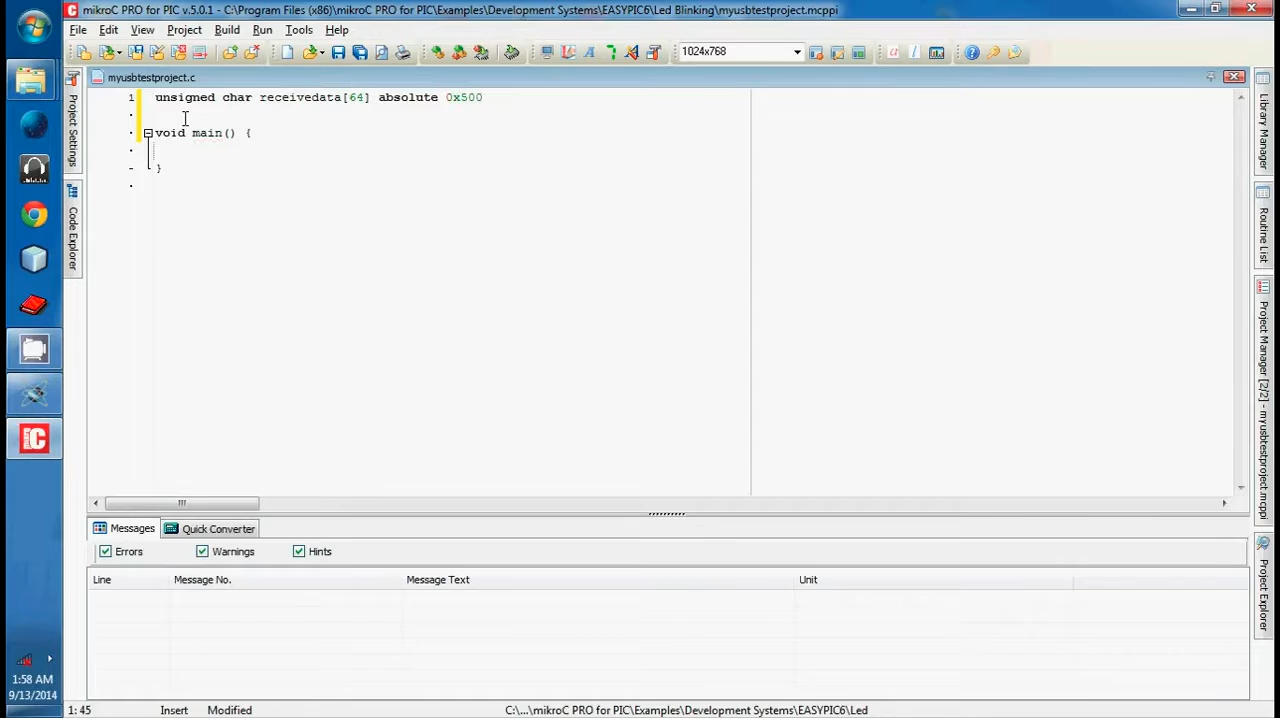 mikroC PRO for PIC v.5.0.1 - C:\Program Files (x86)\mikroC PRO for PIC\Examples\Development Systems\EASYPIC6\Led Blinking\myusbtestproject.mcppi
File Edit View Project Build Run Tools Help
1024x768
myusbtestproject.c
1 unsigned char receivedata[64] absolute 0x500
void main() {
}
Project Settings
Code Explorer
Library Manager
Routine List
Project Manager [2/2] - myusbtestproject.mcppi
Project Explorer
Messages Quick Converter
Errors Warnings Hints
Line Message No. Message Text Unit
1:58 AM
9/13/2014
1: 45 Insert Modified C:\...\mikroC PRO for PIC\Examples\Development Systems\EASYPIC6\Led